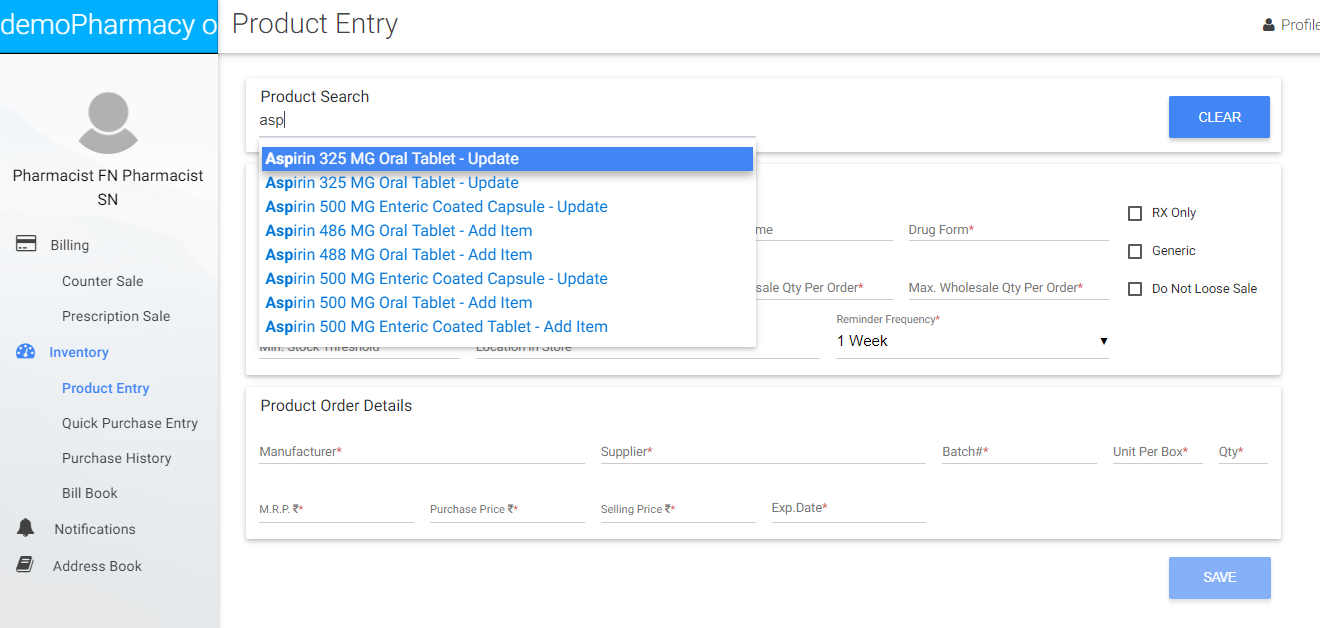 demoPharmacy o
Product Entry
Profile
Pharmacist FN Pharmacist
SN
Billing
Counter Sale
Prescription Sale
Inventory
Product Entry
Quick Purchase Entry
Purchase History
Bill Book
Notifications
Address Book
Product Search
asp
CLEAR
Aspirin 325 MG Oral Tablet - Update
Aspirin 325 MG Oral Tablet - Update
Aspirin 500 MG Enteric Coated Capsule - Update
Aspirin 486 MG Oral Tablet - Add Item
Aspirin 488 MG Oral Tablet - Add Item
Aspirin 500 MG Enteric Coated Capsule - Update
Aspirin 500 MG Oral Tablet - Add Item
Aspirin 500 MG Enteric Coated Tablet - Add Item
me
Drug Form*
RX Only
Generic
sale Qty Per Order*
Max. Wholesale Qty Per Order*
Do Not Loose Sale
Min. Stock Threshold
Location In Store
Reminder Frequency*
1 Week
Product Order Details
Manufacturer*
Supplier*
Batch#*
Unit Per Box*
Qty*
M.R.P. ₹*
Purchase Price ₹*
Selling Price ₹*
Exp.Date*
SAVE